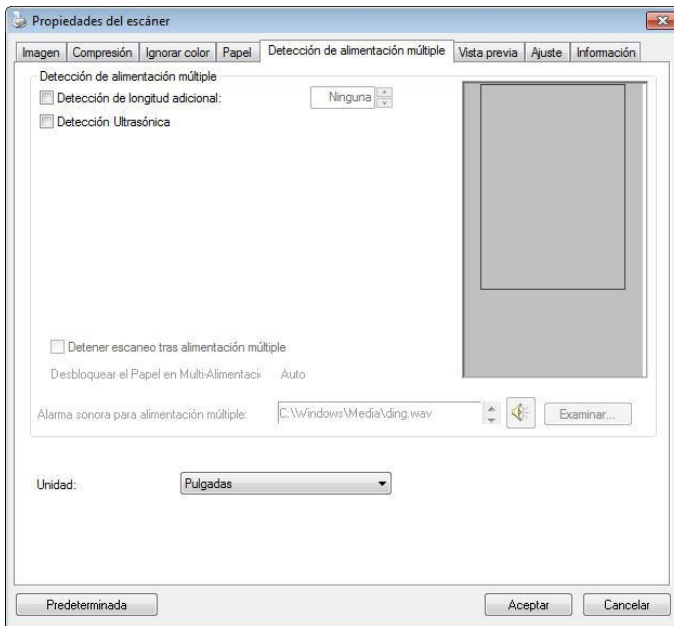 Propiedades del escáner
Imagen Compresión Ignorar color Papel Detección de alimentación múltiple Vista previa Ajuste Información
Detección de alimentación múltiple
Detección de longitud adicional: Ninguna
Detección Ultrasónica
Detener escaneo tras alimentación múltiple
Desbloquear el Papel en Multi-Alimentaci Auto
Alarma sonora para alimentación múltiple: C:\Windows\Media\ding.wav Examinar...
Unidad: Pulgadas
Predeterminada Aceptar Cancelar